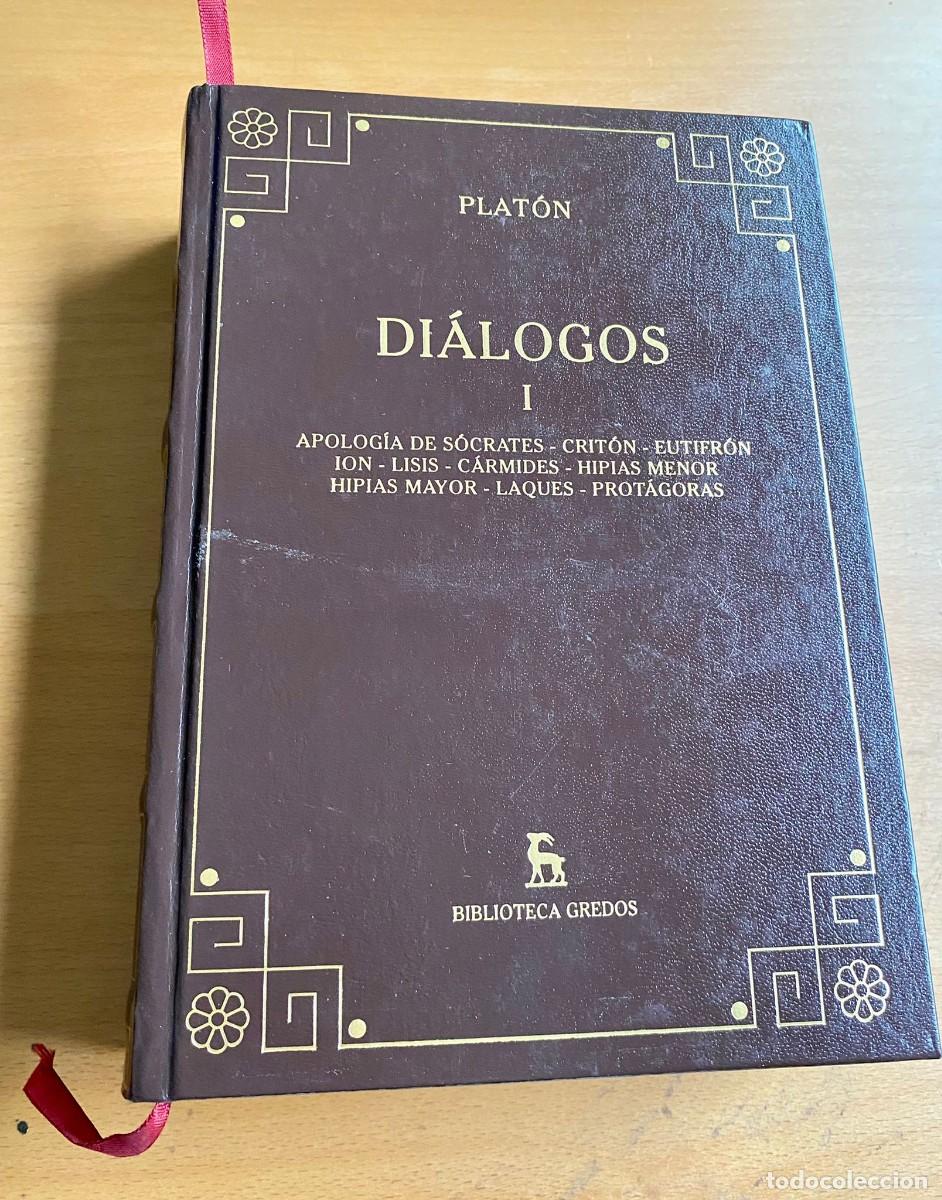 PLATÓN
DIÁLOGOS
I
APOLOGÍA DE SÓCRATES - CRITÓN - EUTIFRÓN
ION - LISIS - CÁRMIDES - HIPIAS MENOR
HIPIAS MAYOR - LAQUES - PROTÁGORAS
BIBLIOTECA GREDOS
todocoleccion